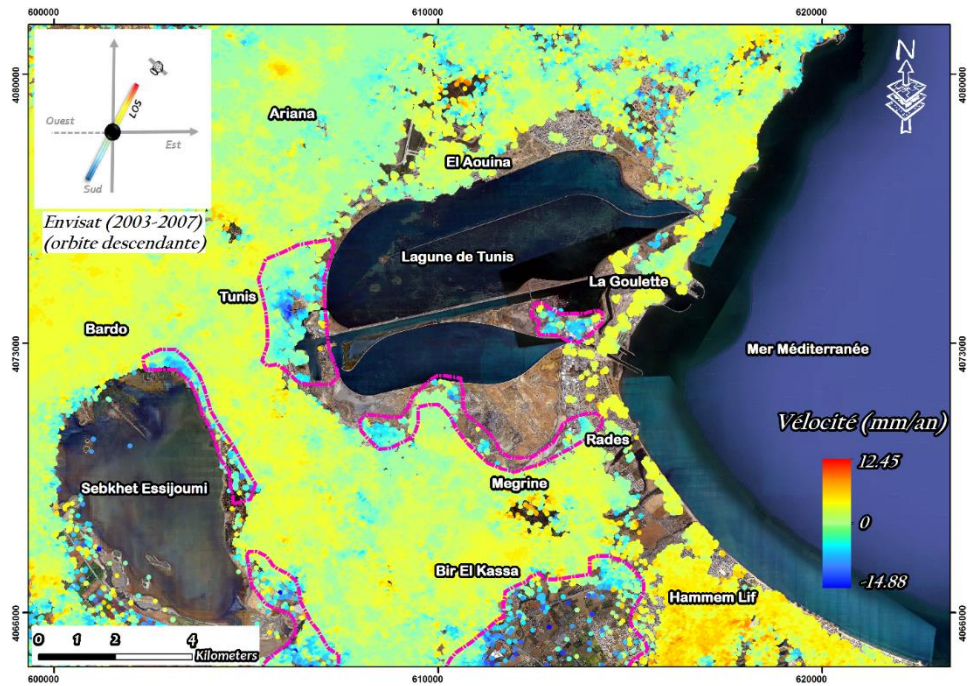 600000
610000
620000
4080000
4080000
N
LOS
Ouest
Est
Sud
Envisat (2003-2007)
(orbite descendante)
Ariana
El Aouina
Lagune de Tunis
La Goulette
Tunis
Bardo
4073000
Mer Méditerranée
4073000
Vélocité (mm/an)
12.45
0
-14.88
Rades
Sebkhet Essijoumi
Megrine
Bir El Kassa
Hammem Lif
4066000
4066000
0 1 2 4
Kilometers
600000
610000
620000